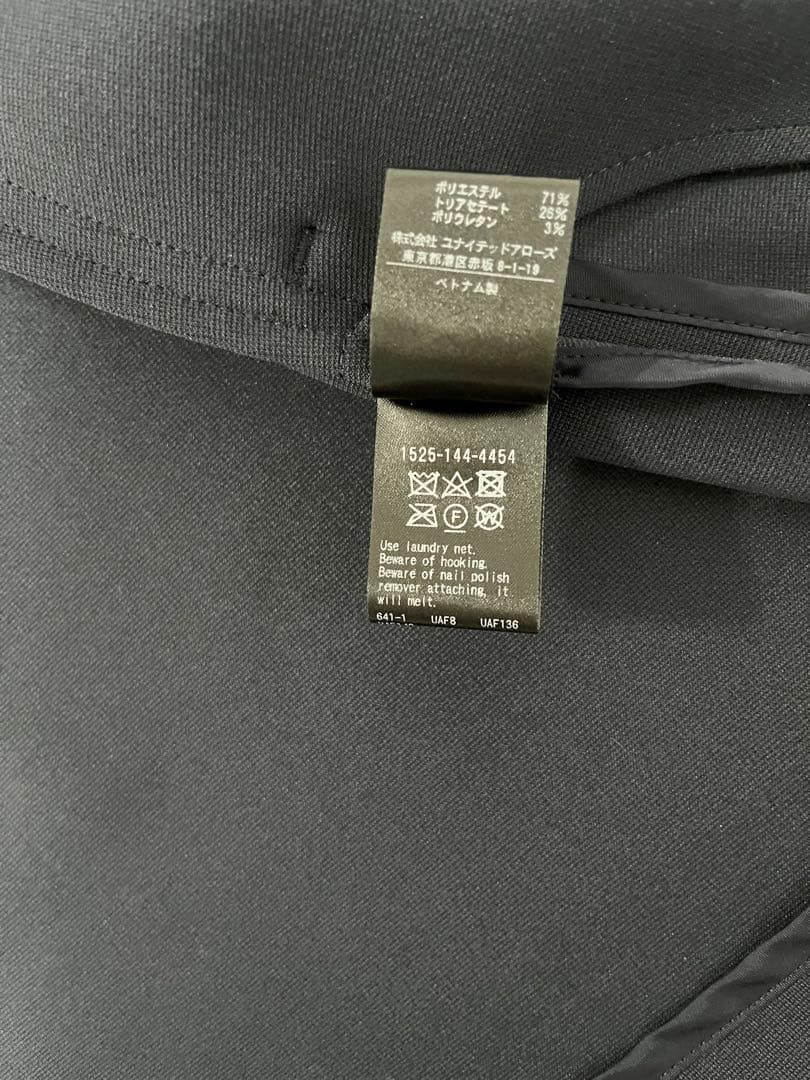 ポリエステル 71%
トリアセテート 26%
ポリウレタン 3%
株式会社 ユナイテッドアローズ
東京都港区赤坂 8-1-19
ベトナム製
1525-144-4454
F W
Use laundry net.
Beware of hooking.
Beware of nail polish
remover attaching, it
will melt.
641-1 UAF8 UAF136